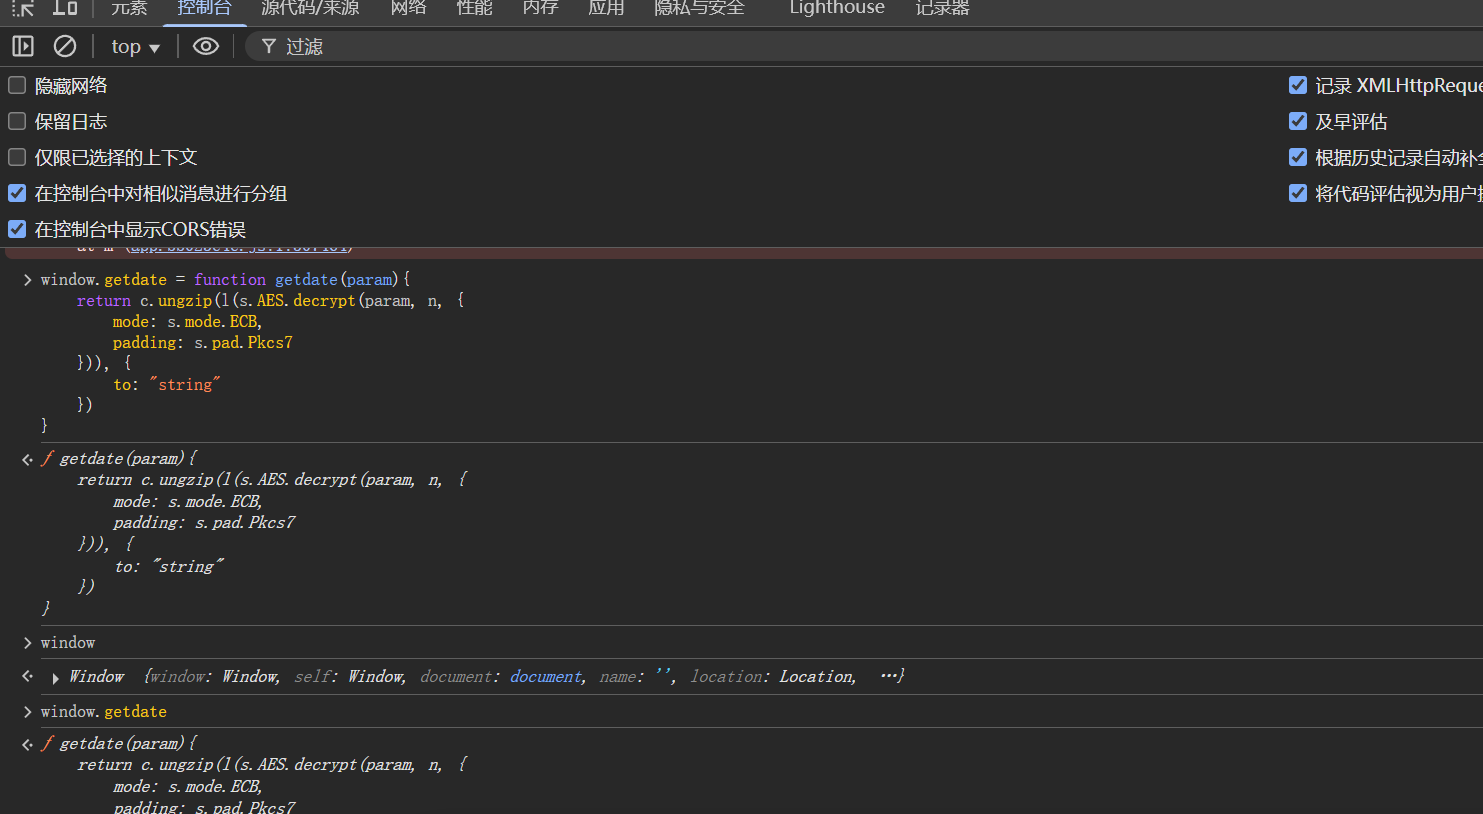 元素 控制台 源代码/来源 网络 性能 内存 应用 隐私与安全 Lighthouse 记录器
top 过滤
隐藏网络 记录 XMLHttpReque
保留日志 及早评估
仅限已选择的上下文 根据历史记录自动补全
在控制台中对相似消息进行分组 将代码评估视为用户
在控制台中显示CORS错误
window.getdate = function getdate(param){
return c.ungzip(l(s.AES.decrypt(param, n, {
mode: s.mode.ECB,
padding: s.pad.Pkcs7
})), {
to: "string"
})
}
ƒ getdate(param){
return c.ungzip(l(s.AES.decrypt(param, n, {
mode: s.mode.ECB,
padding: s.pad.Pkcs7
})), {
to: "string"
})
}
window
Window {window: Window, self: Window, document: document, name: '', location: Location, …}
window.getdate
ƒ getdate(param){
return c.ungzip(l(s.AES.decrypt(param, n, {
mode: s.mode.ECB,
padding: s.pad.Pkcs7